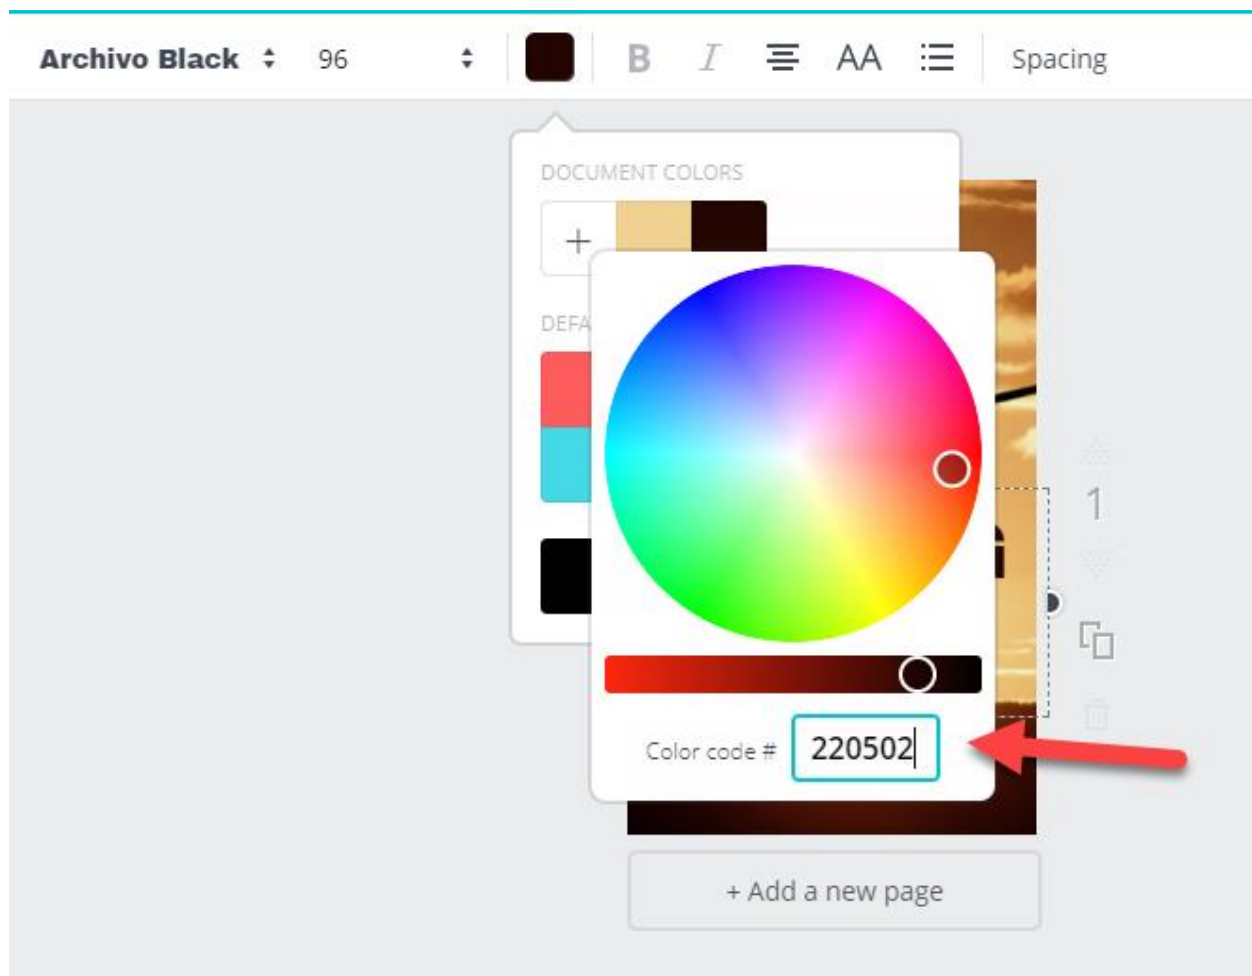 Archivo Black 96 B I AA Spacing
DOCUMENT COLORS
+
DEFA
1
Color code # 220502
+ Add a new page